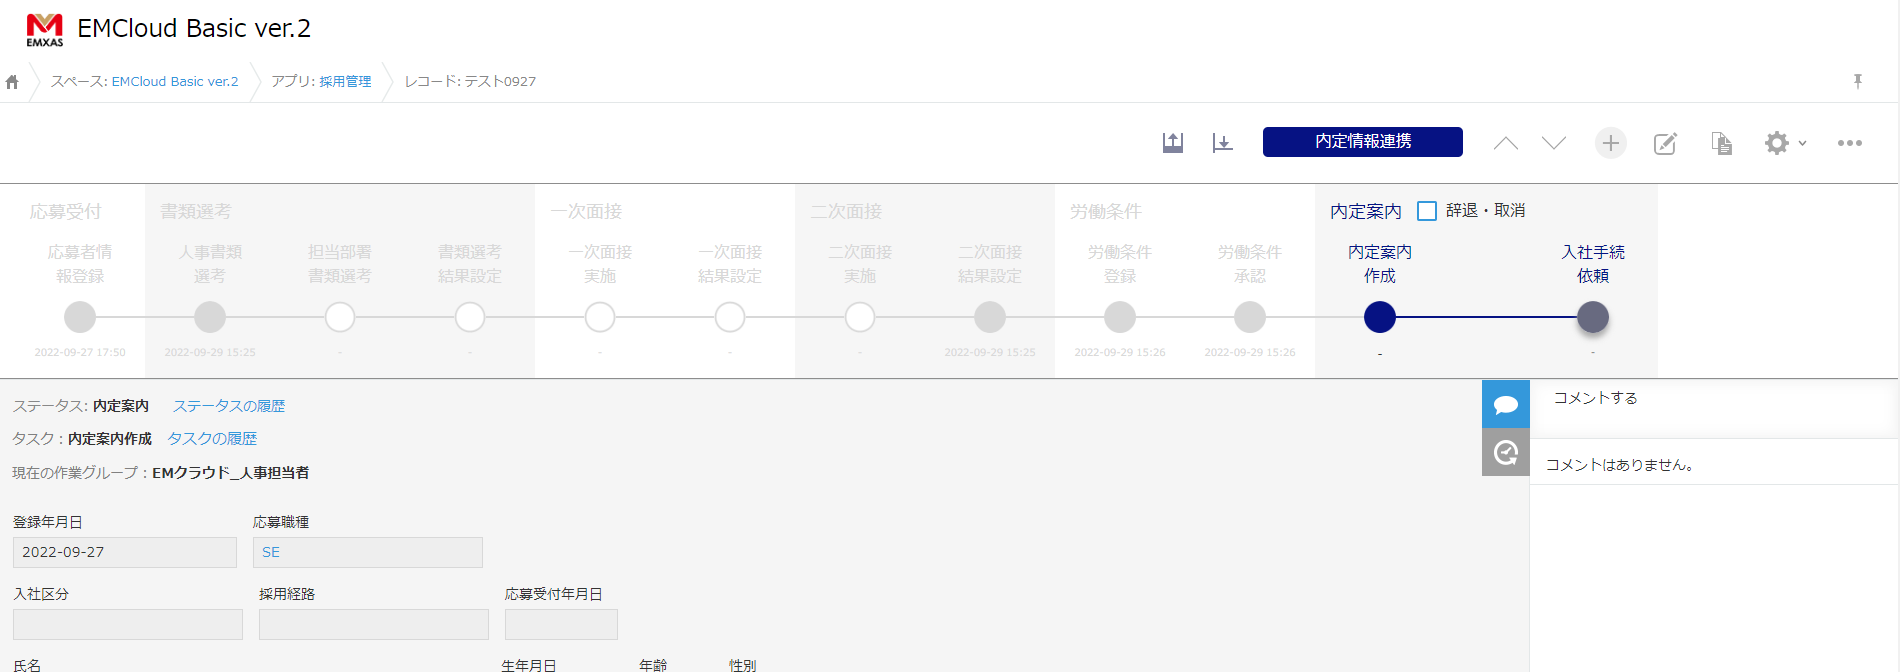 EMXAS
EMCloud Basic ver.2
スペース: EMCloud Basic ver.2 アプリ: 採用管理 レコード: テスト0927
内定情報連携
応募受付 書類選考 一次面接 二次面接 労働条件 内定案内 辞退・取消
応募者情 人事書類 担当部署 書類選考 一次面接 一次面接 二次面接 二次面接 労働条件 労働条件 内定案内 入社手続
報登録 選考 書類選考 結果設定 実施 結果設定 実施 結果設定 登録 承認 作成 依頼
2022-09-27 17:50 2022-09-29 15:25 - - - - - 2022-09-29 15:25 2022-09-29 15:26 2022-09-29 15:26 - -
ステータス: 内定案内 ステータスの履歴
コメントする
タスク : 内定案内作成 タスクの履歴
現在の作業グループ : EMクラウド_人事担当者
コメントはありません。
登録年月日 応募職種
2022-09-27 SE
入社区分 採用経路 応募受付年月日
氏名 生年月日 年齢 性別